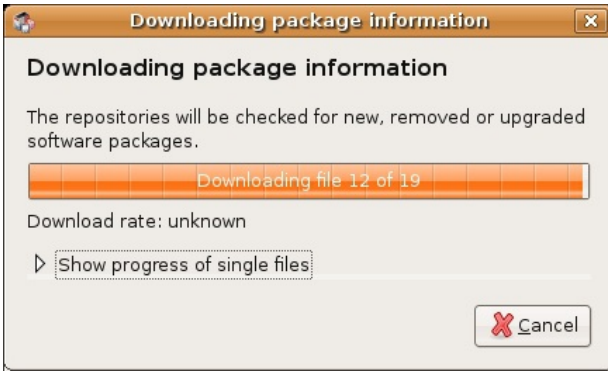 Downloading package information
Downloading package information
The repositories will be checked for new, removed or upgraded
software packages.
Downloading file 12 of 19
Download rate: unknown
Show progress of single files
Cancel